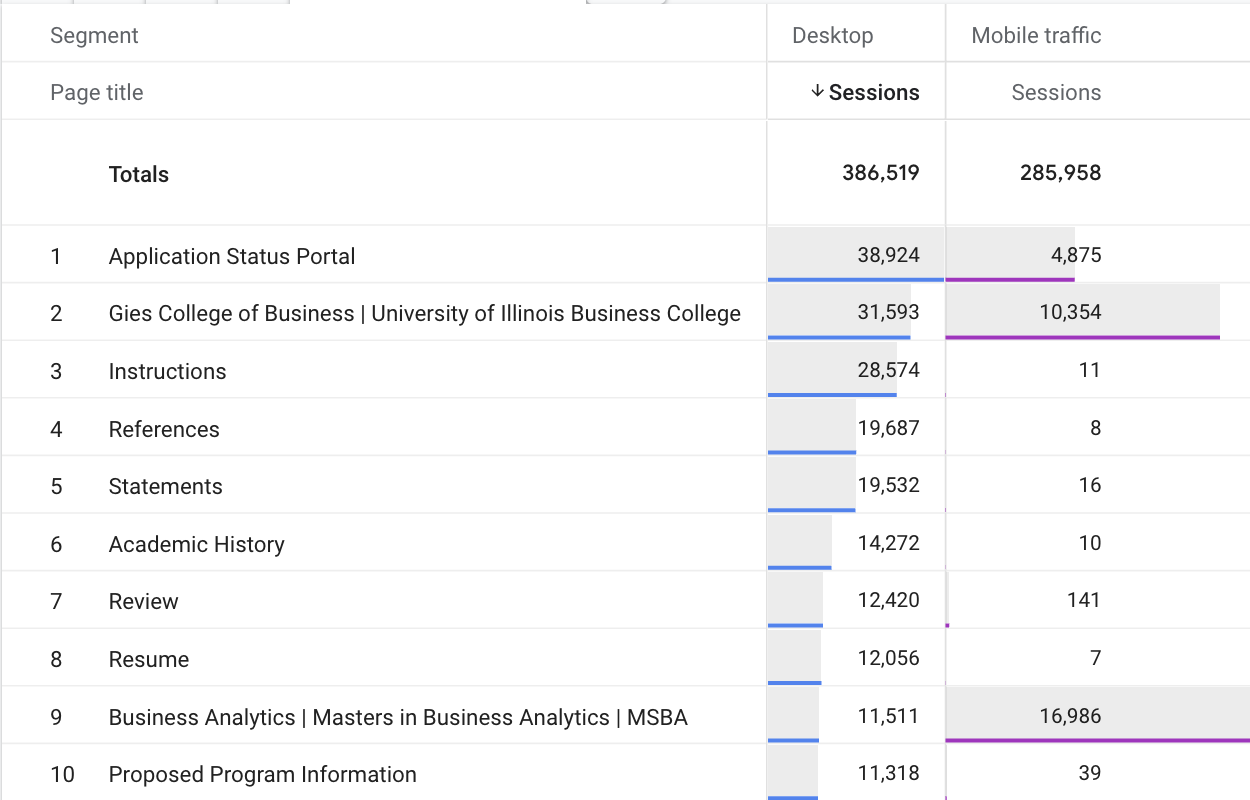 Segment Desktop Mobile traffic
Page title ↓ Sessions Sessions
Totals 386,519 285,958
1 Application Status Portal 38,924 4,875
2 Gies College of Business | University of Illinois Business College 31,593 10,354
3 Instructions 28,574 11
4 References 19,687 8
5 Statements 19,532 16
6 Academic History 14,272 10
7 Review 12,420 141
8 Resume 12,056 7
9 Business Analytics | Masters in Business Analytics | MSBA 11,511 16,986
10 Proposed Program Information 11,318 39